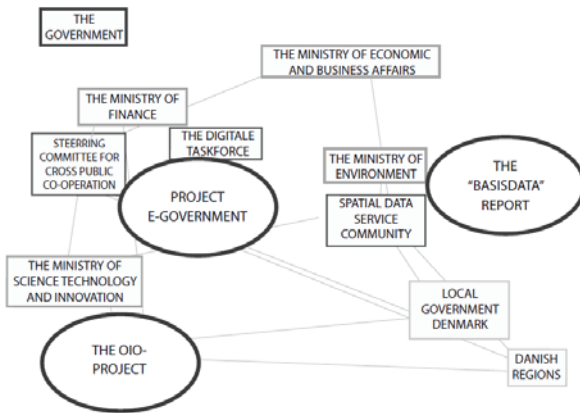 THE
GOVERNMENT
THE MINISTRY OF ECONOMIC
AND BUSINESS AFFAIRS
THE MINISTRY OF
FINANCE
STEERRING
COMMITTEE FOR
CROSS PUBLIC
CO-OPERATION
THE DIGITALE
TASKFORCE
THE MINISTRY OF
ENVIRONMENT
THE
"BASISDATA"
REPORT
PROJECT
E-GOVERNMENT
SPATIAL DATA
SERVICE
COMMUNITY
THE MINISTRY OF
SCIENCE TECHNOLOGY
AND INNOVATION
LOCAL
GOVERNMENT
DENMARK
THE OIO-
PROJECT
DANISH
REGIONS